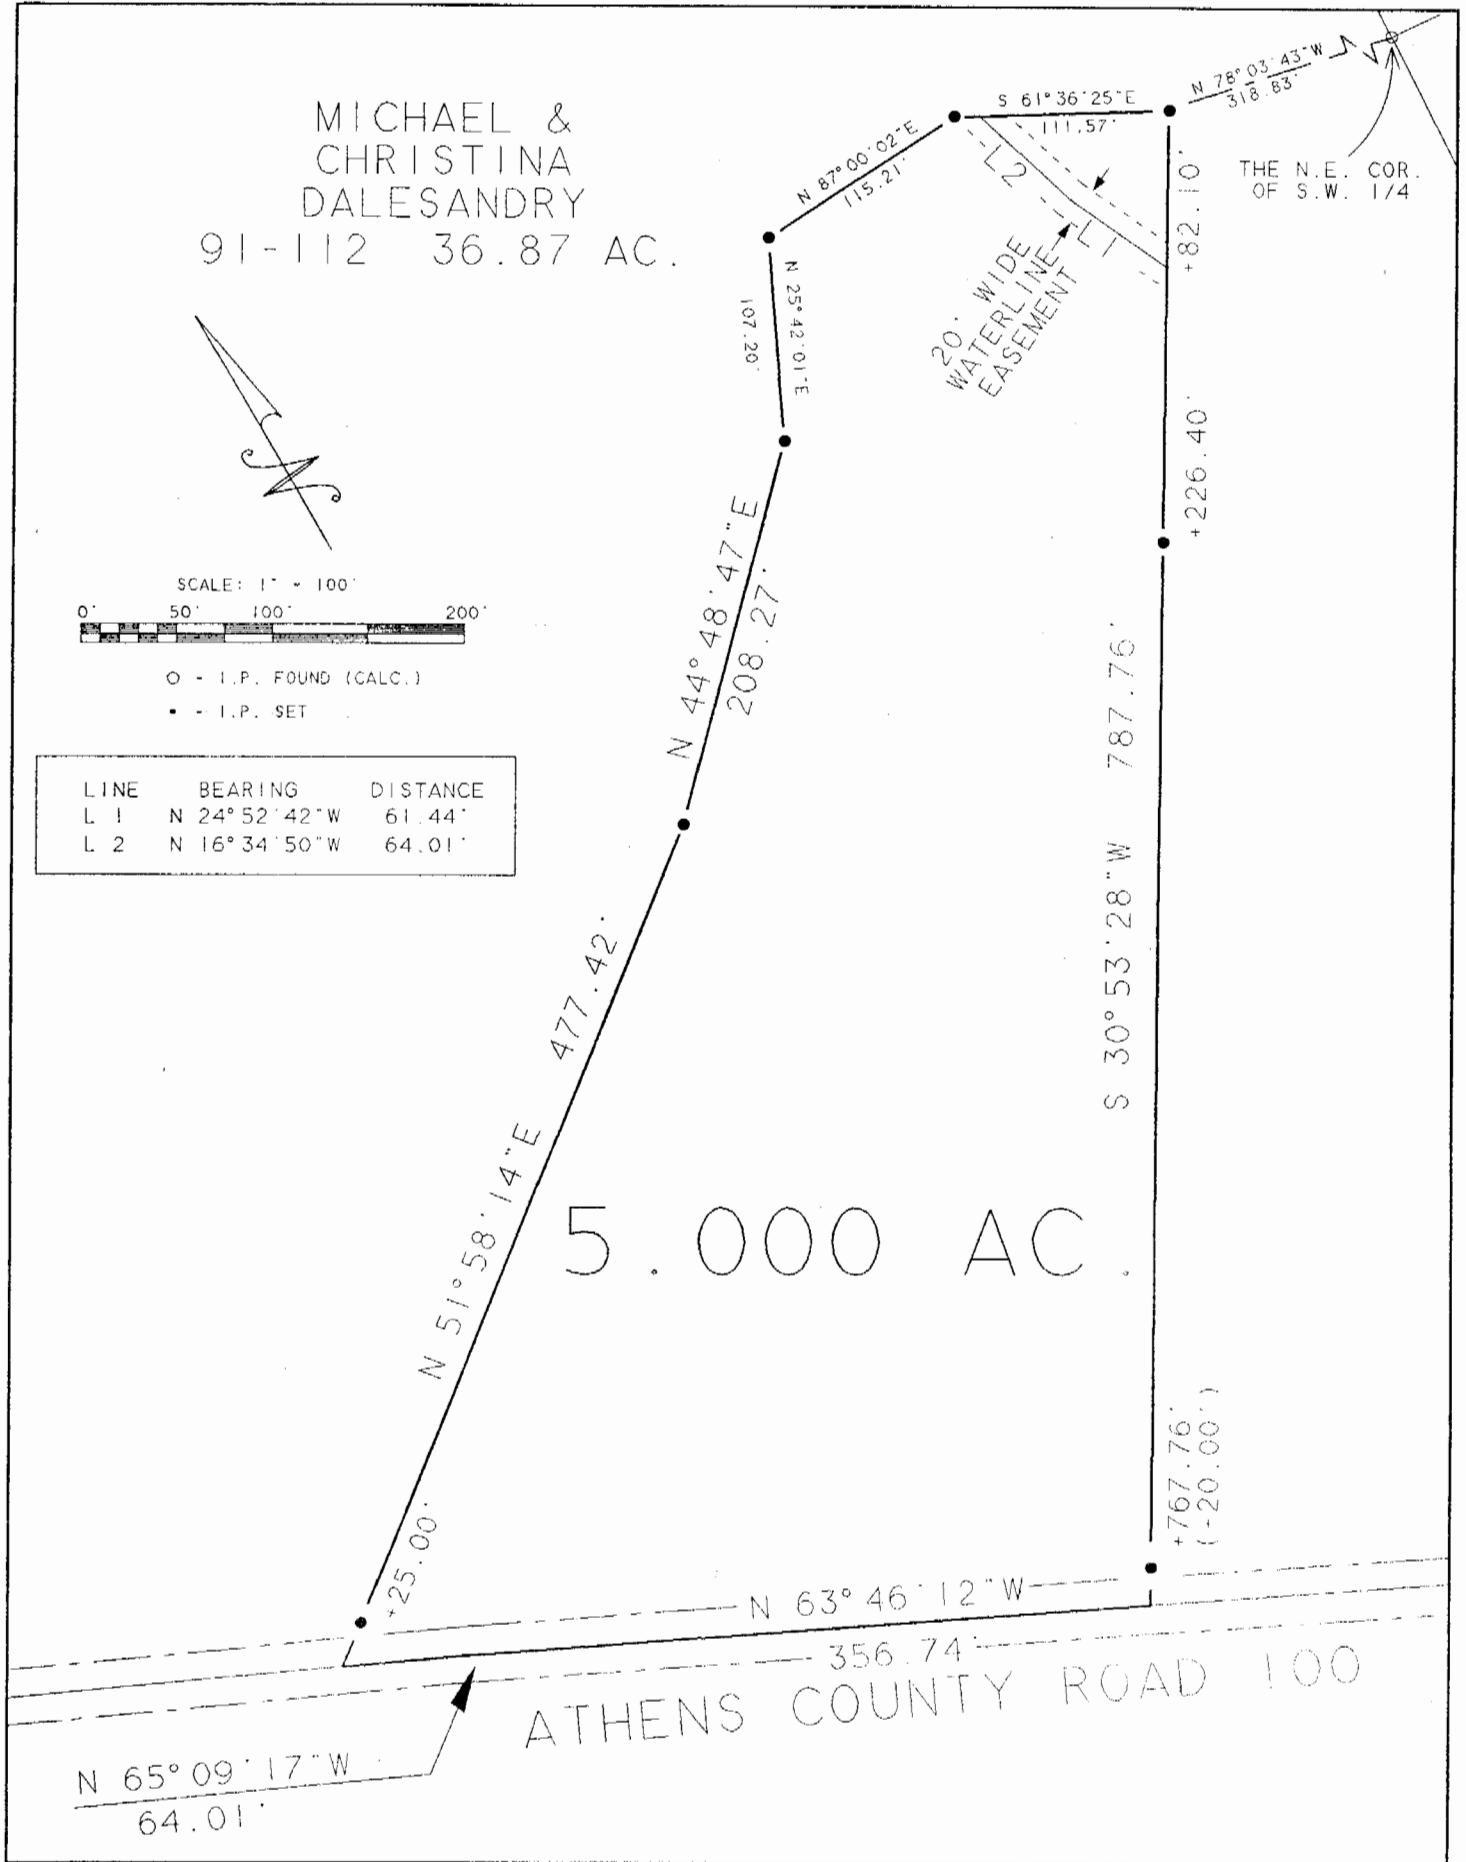 MICHAEL &
CHRISTINA
DALESANDRY
91-112 36.87 AC.
S 61°36'25"E
111.57'
N 78°03'43"W
318.83'
THE N.E. COR.
OF S.W. 1/4
N 87°00'02"E
115.21'
N 25°42'01"E
107.20'
L2
L1
20' WIDE
WATERLINE
EASEMENT
+82.10'
+226.40'
SCALE: 1" = 100'
0' 50' 100' 200'
O - I.P. FOUND (CALC.)
• - I.P. SET
LINE BEARING DISTANCE
L 1 N 24°52'42"W 61.44'
L 2 N 16°34'50"W 64.01'
N 44°48'47"E
208.27'
S 30°53'28"W 787.76'
N 51°58'14"E 477.42'
5.000 AC.
+25.00'
+767.76'
(-20.00')
N 63°46'12"W
356.74'
ATHENS COUNTY ROAD 100
N 65°09'17"W
64.01'